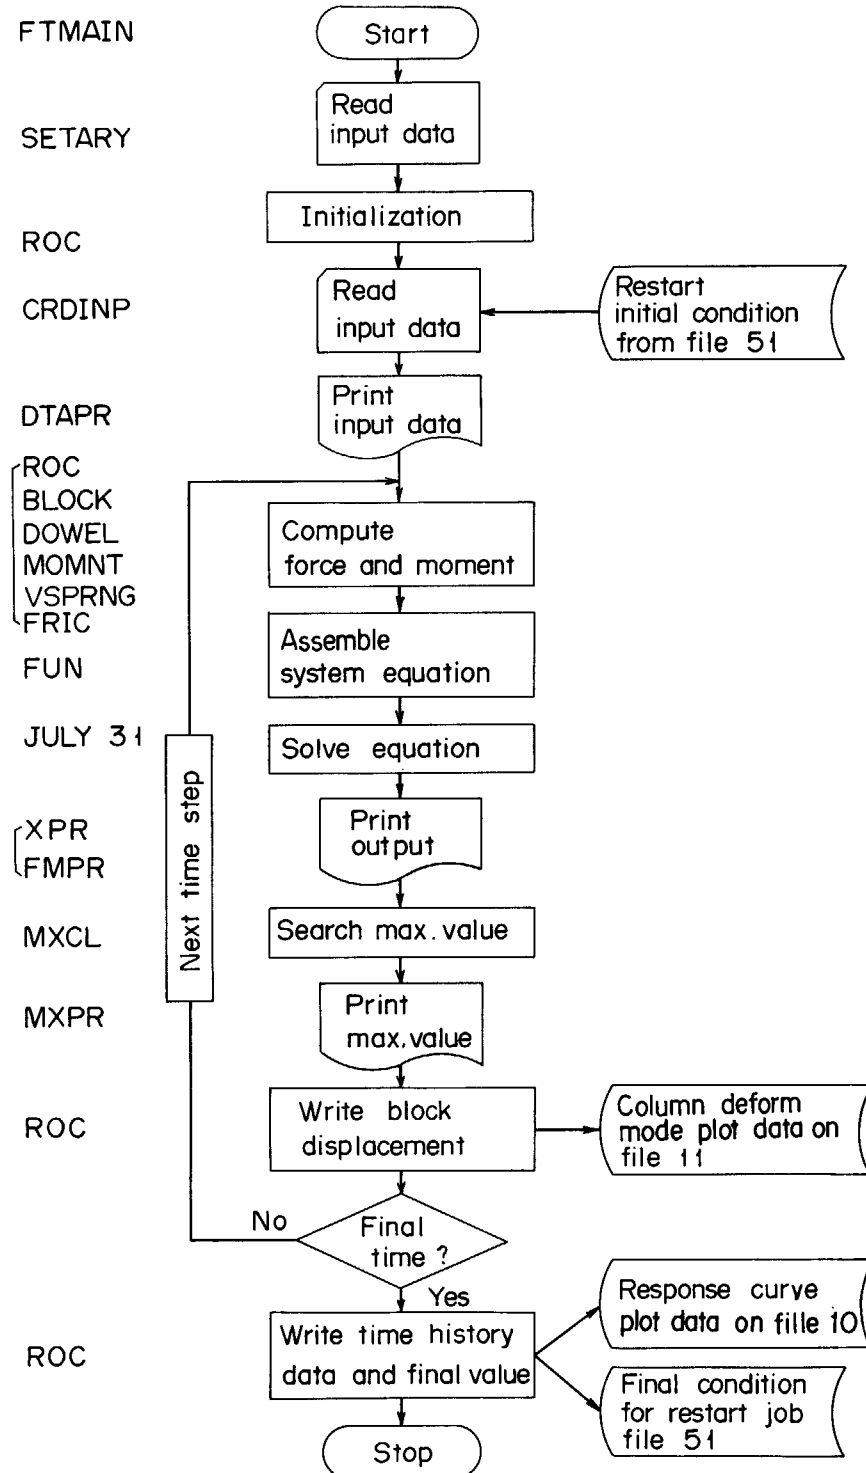 FTMAIN
Start
SETARY
Read
input data
Initialization
ROC
CRDINP
Read
input data
Restart
initial condition
from file 51
DTAPR
Print
input data
ROC
BLOCK
DOWEL
MOMNT
VSPRNG
FRIC
Compute
force and moment
FUN
Assemble
system equation
JULY 31
Solve equation
Next time step
XPR
FMPR
Print
output
MXCL
Search max. value
MXPR
Print
max. value
ROC
Write block
displacement
Column deform
mode plot data on
file 11
No
Final
time ?
Yes
ROC
Write time history
data and final value
Response curve
plot data on fille 10
Final condition
for restart job
file 51
Stop